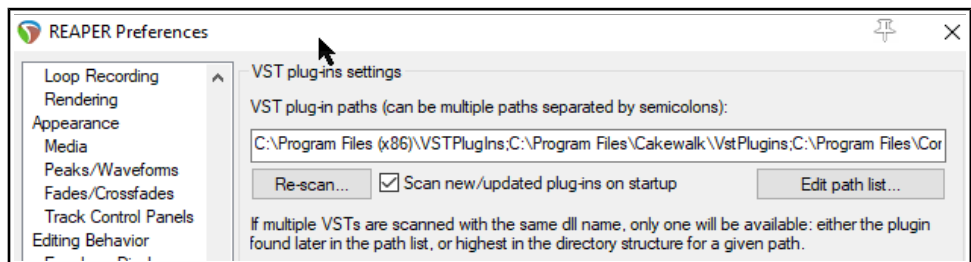 REAPER Preferences
Loop Recording
Rendering
Appearance
Media
Peaks/Waveforms
Fades/Crossfades
Track Control Panels
Editing Behavior
VST plug-ins settings
VST plug-in paths (can be multiple paths separated by semicolons):
C:\Program Files (x86)\VSTPlugIns;C:\Program Files\Cakewalk\VstPlugins;C:\Program Files\Cor
Re-scan... Scan new/updated plug-ins on startup Edit path list...
If multiple VSTs are scanned with the same dll name, only one will be available: either the plugin
found later in the path list, or highest in the directory structure for a given path.